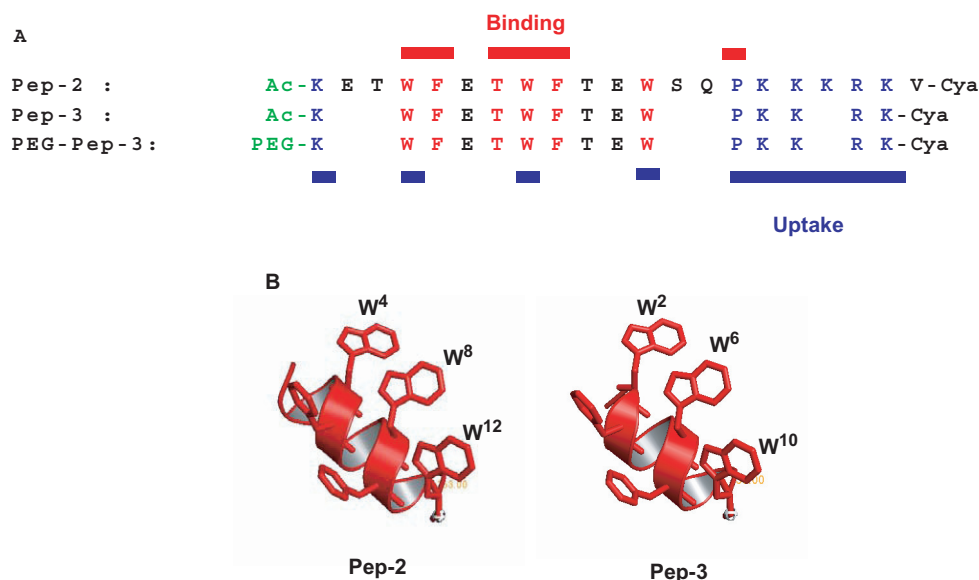 A
Binding
Pep-2 : Ac-K E T W F E T W F T E W S Q P K K K R K V-Cya
Pep-3 : Ac-K W F E T W F T E W P K K R K-Cya
PEG-Pep-3: PEG-K W F E T W F T E W P K K R K-Cya
Uptake
B
W4
W8
W12
Pep-2
W2
W6
W10
Pep-3